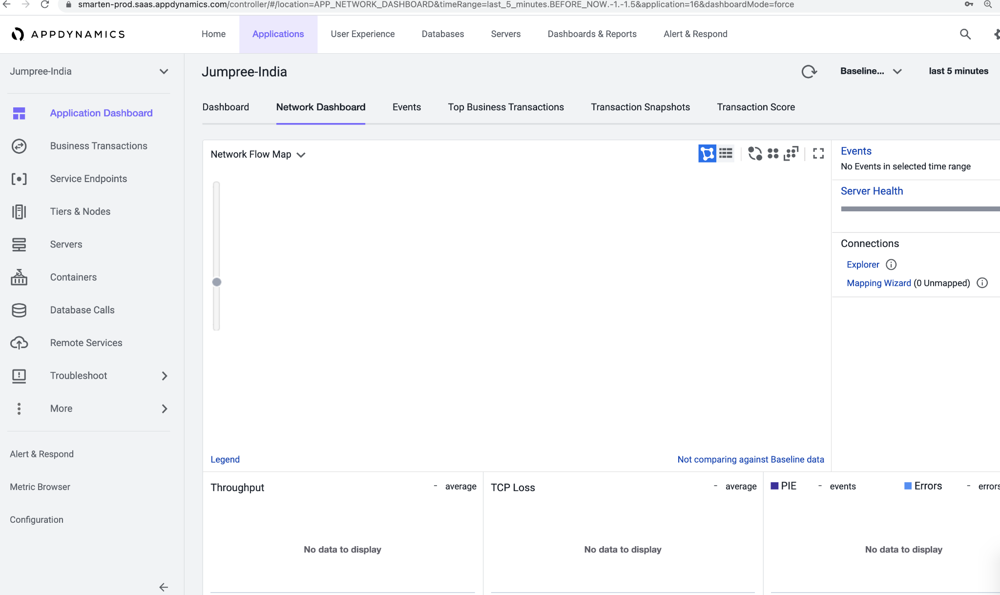 smarten-prod.saas.appdynamics.com/controller/#/location=APP_NETWORK_DASHBOARD&timeRange=last_5_minutes.BEFORE_NOW.-1.-1.5&application=16&dashboardMode=force
APPDYNAMICS
Home
Applications
User Experience
Databases
Servers
Dashboards & Reports
Alert & Respond
Jumpree-India
Application Dashboard
Business Transactions
Service Endpoints
Tiers & Nodes
Servers
Containers
Database Calls
Remote Services
Troubleshoot
More
Alert & Respond
Metric Browser
Configuration
Jumpree-India
Baseline...
last 5 minutes
Dashboard
Network Dashboard
Events
Top Business Transactions
Transaction Snapshots
Transaction Score
Network Flow Map
Legend
Not comparing against Baseline data
Events
No Events in selected time range
Server Health
Connections
Explorer
Mapping Wizard (0 Unmapped)
Throughput
- average
No data to display
TCP Loss
- average
No data to display
PIE
- events
Errors
- errors
No data to display